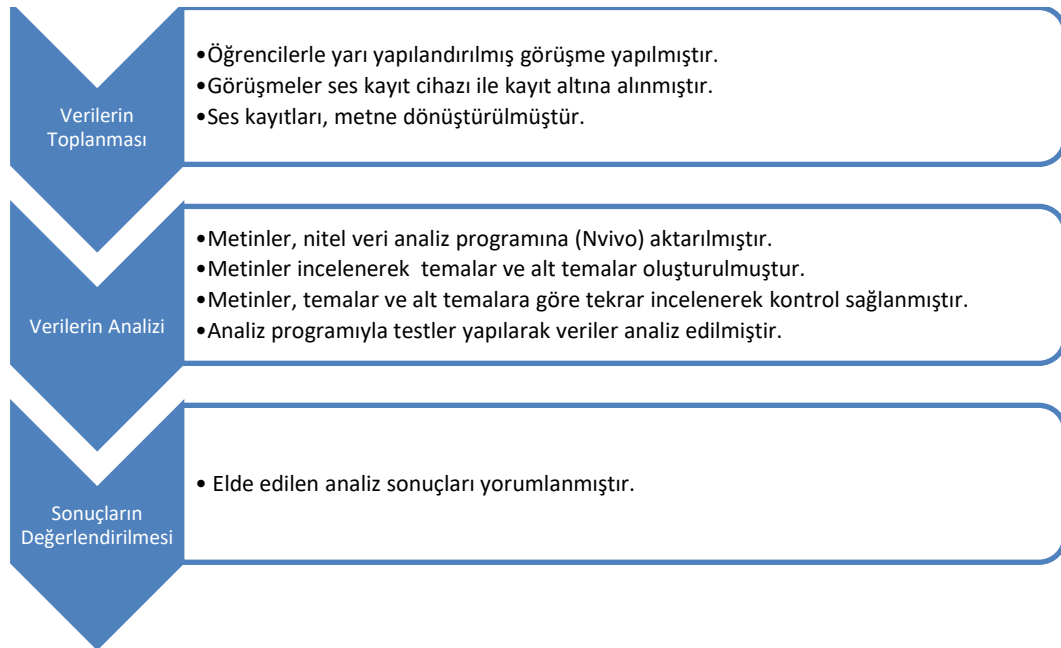 Verilerin
Toplanması
•Öğrencilerle yarı yapılandırılmış görüşme yapılmıştır.
•Görüşmeler ses kayıt cihazı ile kayıt altına alınmıştır.
•Ses kayıtları, metne dönüştürülmüştür.
Verilerin Analizi
•Metinler, nitel veri analiz programına (Nvivo) aktarılmıştır.
•Metinler incelenerek  temalar ve alt temalar oluşturulmuştur.
•Metinler, temalar ve alt temalara göre tekrar incelenerek kontrol sağlanmıştır.
•Analiz programıyla testler yapılarak veriler analiz edilmiştir.
Sonuçların
Değerlendirilmesi
• Elde edilen analiz sonuçları yorumlanmıştır.